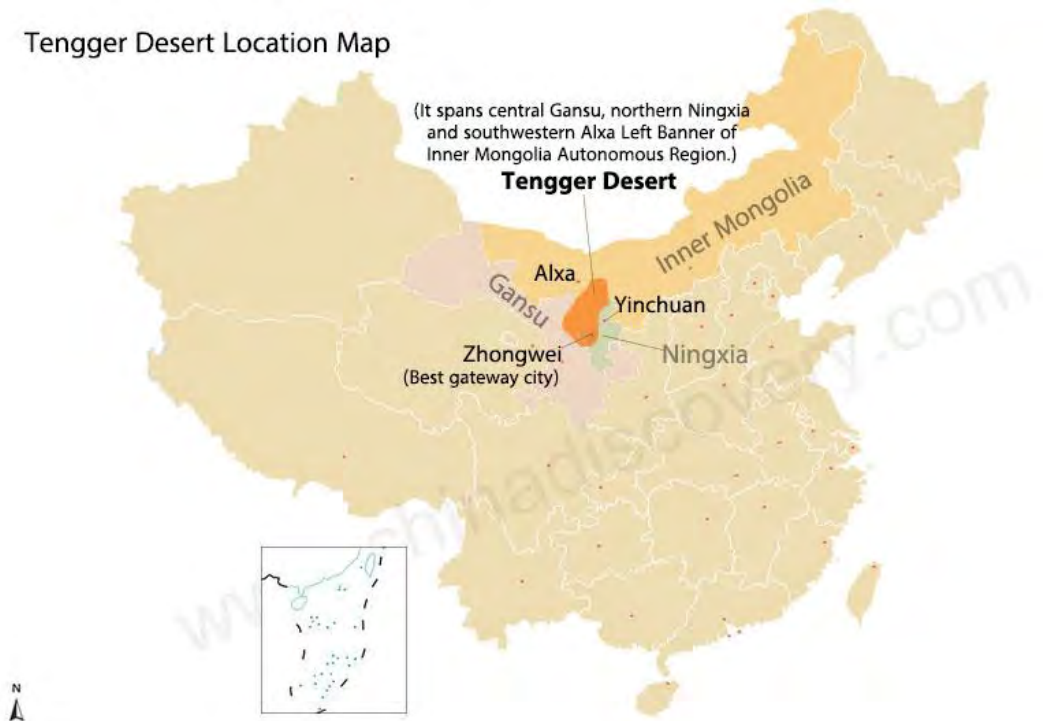 Tengger Desert Location Map
(It spans central Gansu, northern Ningxia
and southwestern Alxa Left Banner of
Inner Mongolia Autonomous Region.)
Tengger Desert
Inner Mongolia
Alxa
Gansu
Yinchuan
Zhongwei
(Best gateway city)
Ningxia
www.chinadiscovery.com
N